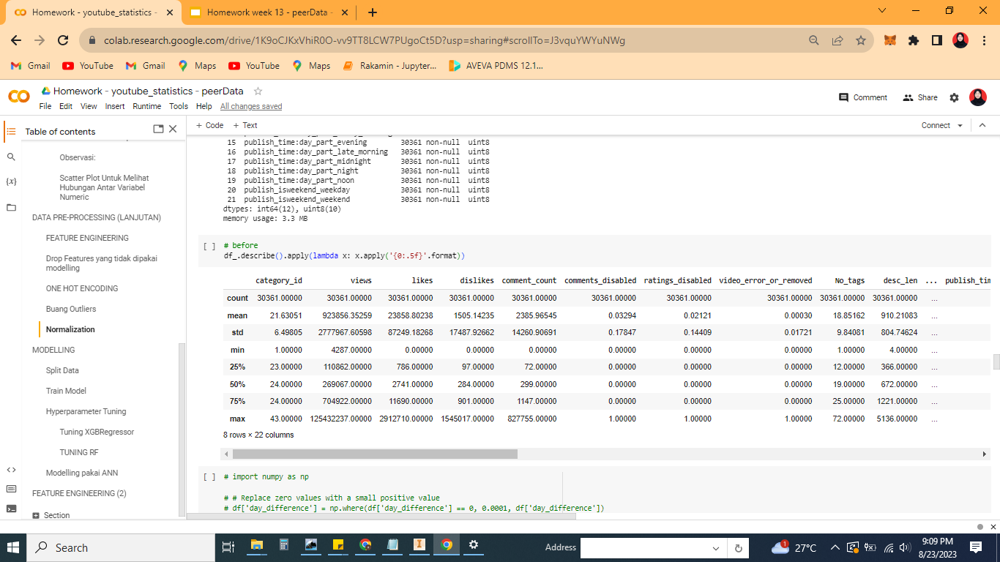 Homework - youtube_statistics -
Homework week 13 - peerData -
colab.research.google.com/drive/1K9oCJKxVhiR0O-vv9TT8LCW7PUgoCt5D?usp=sharing#scrollTo=J3vquYWYuNWg
Gmail YouTube Gmail Maps YouTube Maps Rakamin - Jupyter... AVEVA PDMS 12.1...
Homework - youtube_statistics - peerData
File Edit View Insert Runtime Tools Help All changes saved
Comment Share
Table of contents
Observasi:
Scatter Plot Untuk Melihat
Hubungan Antar Variabel
Numeric
DATA PRE-PROCESSING (LANJUTAN)
FEATURE ENGINEERING
Drop Features yang tidak dipakai
modelling
ONE HOT ENCODING
Buang Outliers
Normalization
MODELLING
Split Data
Train Model
Hyperparameter Tuning
Tuning XGBRegressor
TUNING RF
Modelling pakai ANN
FEATURE ENGINEERING (2)
Section
+ Code + Text
Connect
15 publish_time:day_part_evening 30361 non-null uint8
16 publish_time:day_part_late_morning 30361 non-null uint8
17 publish_time:day_part_midnight 30361 non-null uint8
18 publish_time:day_part_night 30361 non-null uint8
19 publish_time:day_part_noon 30361 non-null uint8
20 publish_isweekend_weekday 30361 non-null uint8
21 publish_isweekend_weekend 30361 non-null uint8
dtypes: int64(12), uint8(10)
memory usage: 3.3 MB
[ ] # before
df_.describe().apply(lambda x: x.apply('{0:.5f}'.format))
category_id views likes dislikes comment_count comments_disabled ratings_disabled video_error_or_removed No_tags desc_len ... publish_tim
count 30361.00000 30361.00000 30361.00000 30361.00000 30361.00000 30361.00000 30361.00000 30361.00000 30361.00000 30361.00000 ...
mean 21.63051 923856.35259 23858.80238 1505.14235 2385.96545 0.03294 0.02121 0.00030 18.85162 910.21083 ...
std 6.49805 2777967.60598 87249.18268 17487.92662 14260.90691 0.17847 0.14409 0.01721 9.84081 804.74624 ...
min 1.00000 4287.00000 0.00000 0.00000 0.00000 0.00000 0.00000 0.00000 1.00000 4.00000 ...
25% 23.00000 110862.00000 786.00000 97.00000 72.00000 0.00000 0.00000 0.00000 12.00000 366.00000 ...
50% 24.00000 269067.00000 2741.00000 284.00000 299.00000 0.00000 0.00000 0.00000 19.00000 672.00000 ...
75% 24.00000 704922.00000 11690.00000 901.00000 1147.00000 0.00000 0.00000 0.00000 25.00000 1221.00000 ...
max 43.00000 125432237.00000 2912710.00000 1545017.00000 827755.00000 1.00000 1.00000 1.00000 72.00000 5136.00000 ...
8 rows × 22 columns
[ ] # import numpy as np
# # Replace zero values with a small positive value
# df['day_difference'] = np.where(df['day_difference'] == 0, 0.0001, df['day_difference'])
Search
Address
1
27°C
9:09 PM
8/23/2023